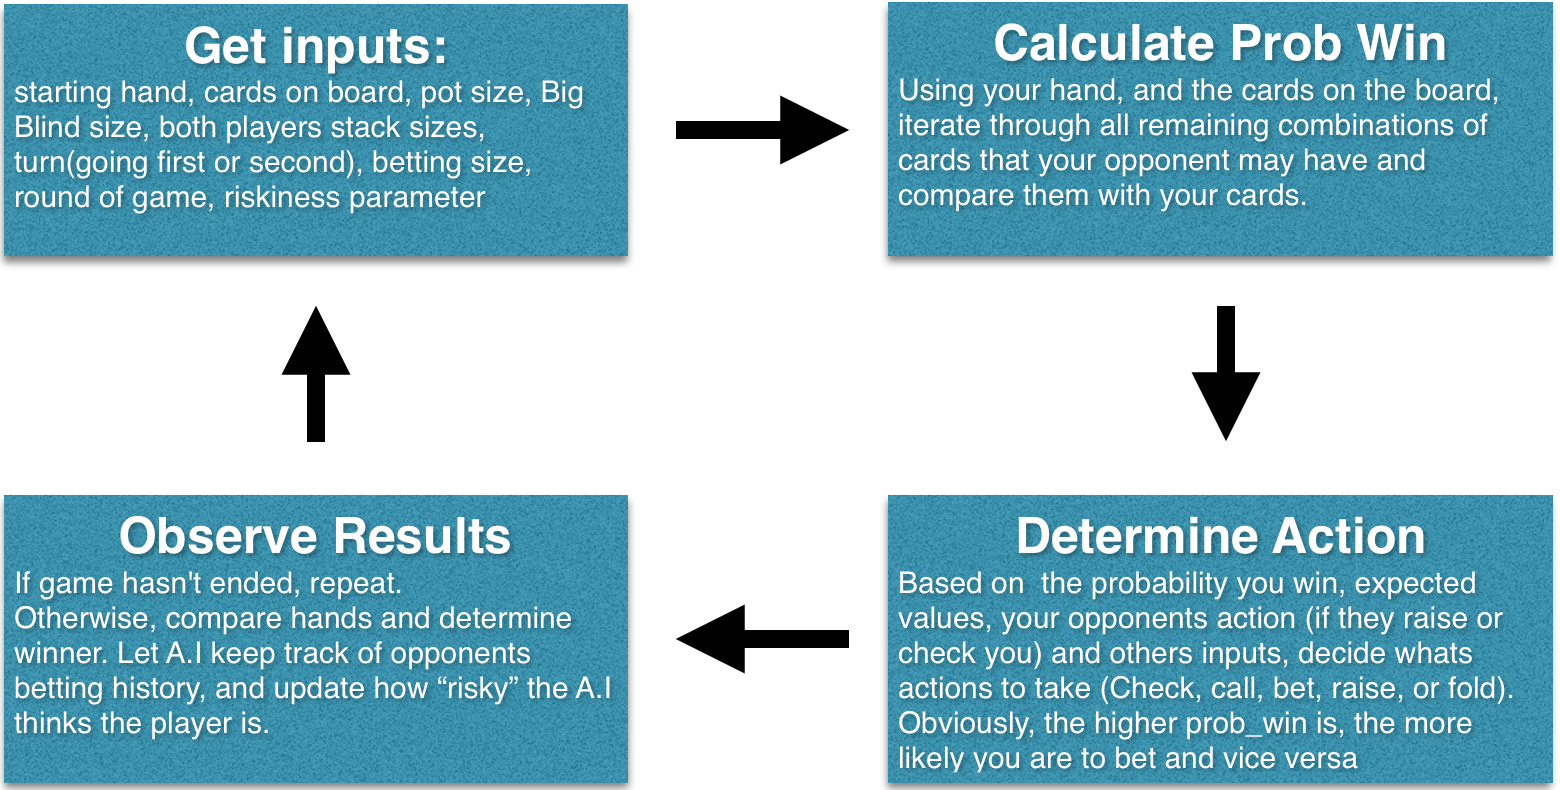 Get inputs:
starting hand, cards on board, pot size, Big
Blind size, both players stack sizes,
turn(going first or second), betting size,
round of game, riskiness parameter
Calculate Prob Win
Using your hand, and the cards on the board,
iterate through all remaining combinations of
cards that your opponent may have and
compare them with your cards.
Determine Action
Based on  the probability you win, expected
values, your opponents action (if they raise or
check you) and others inputs, decide whats
actions to take (Check, call, bet, raise, or fold).
Obviously, the higher prob_win is, the more
likely you are to bet and vice versa
Observe Results
If game hasn't ended, repeat.
Otherwise, compare hands and determine
winner. Let A.I keep track of opponents
betting history, and update how “risky” the A.I
thinks the player is.